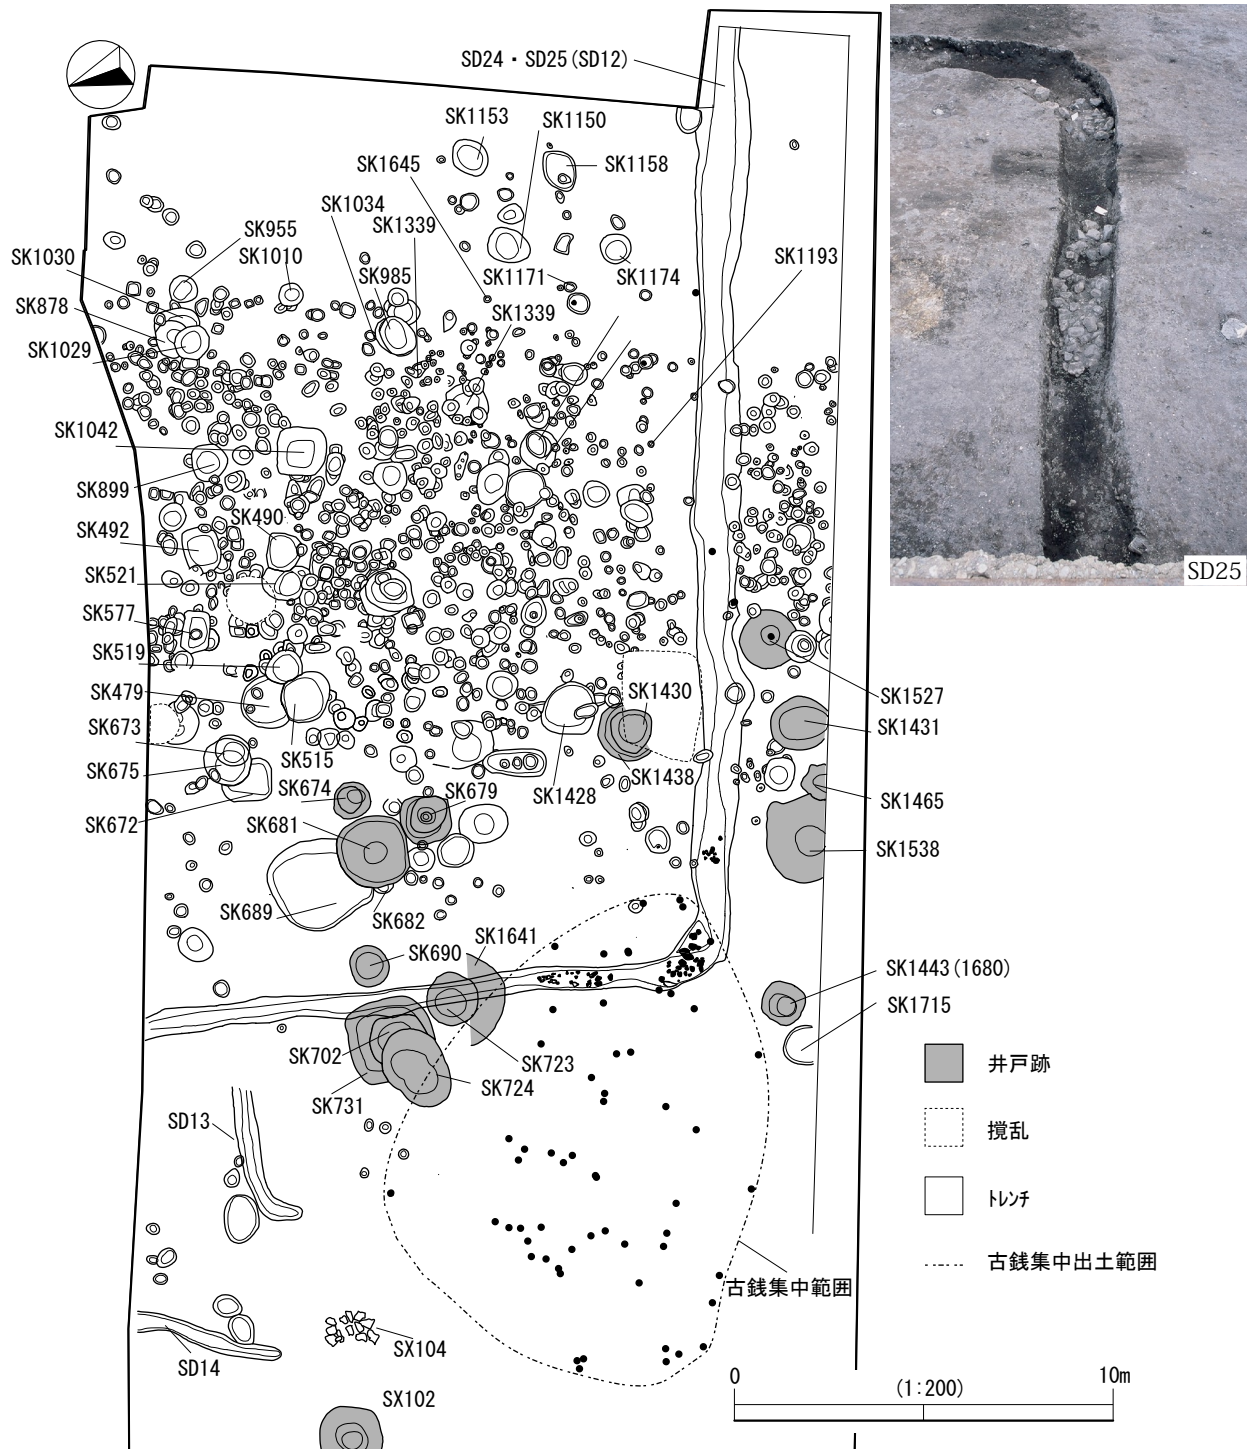 SD24・SD25(SD12)
SK1153
SK1150
SK1645
SK1158
SK1034
SK1339
SK955
SK1030
SK1010
SK985
SK1171
SK1174
SK1193
SK878
SK1339
SK1029
SK1042
SK899
SK490
SK492
SK521
SK577
SK519
SK479
SK673
SK675
SK515
SK674
SK672
SK681
SK679
SK1428
SK1438
SK1430
SK1527
SK1431
SK1465
SK1538
SK689
SK682
SK690
SK1641
SK1443(1680)
SK1715
SK702
SK723
SK731
SK724
SD13
SD14
SX104
SX102
古銭集中範囲
井戸跡
撹乱
トレンチ
古銭集中出土範囲
0
(1:200)
10m
SD25